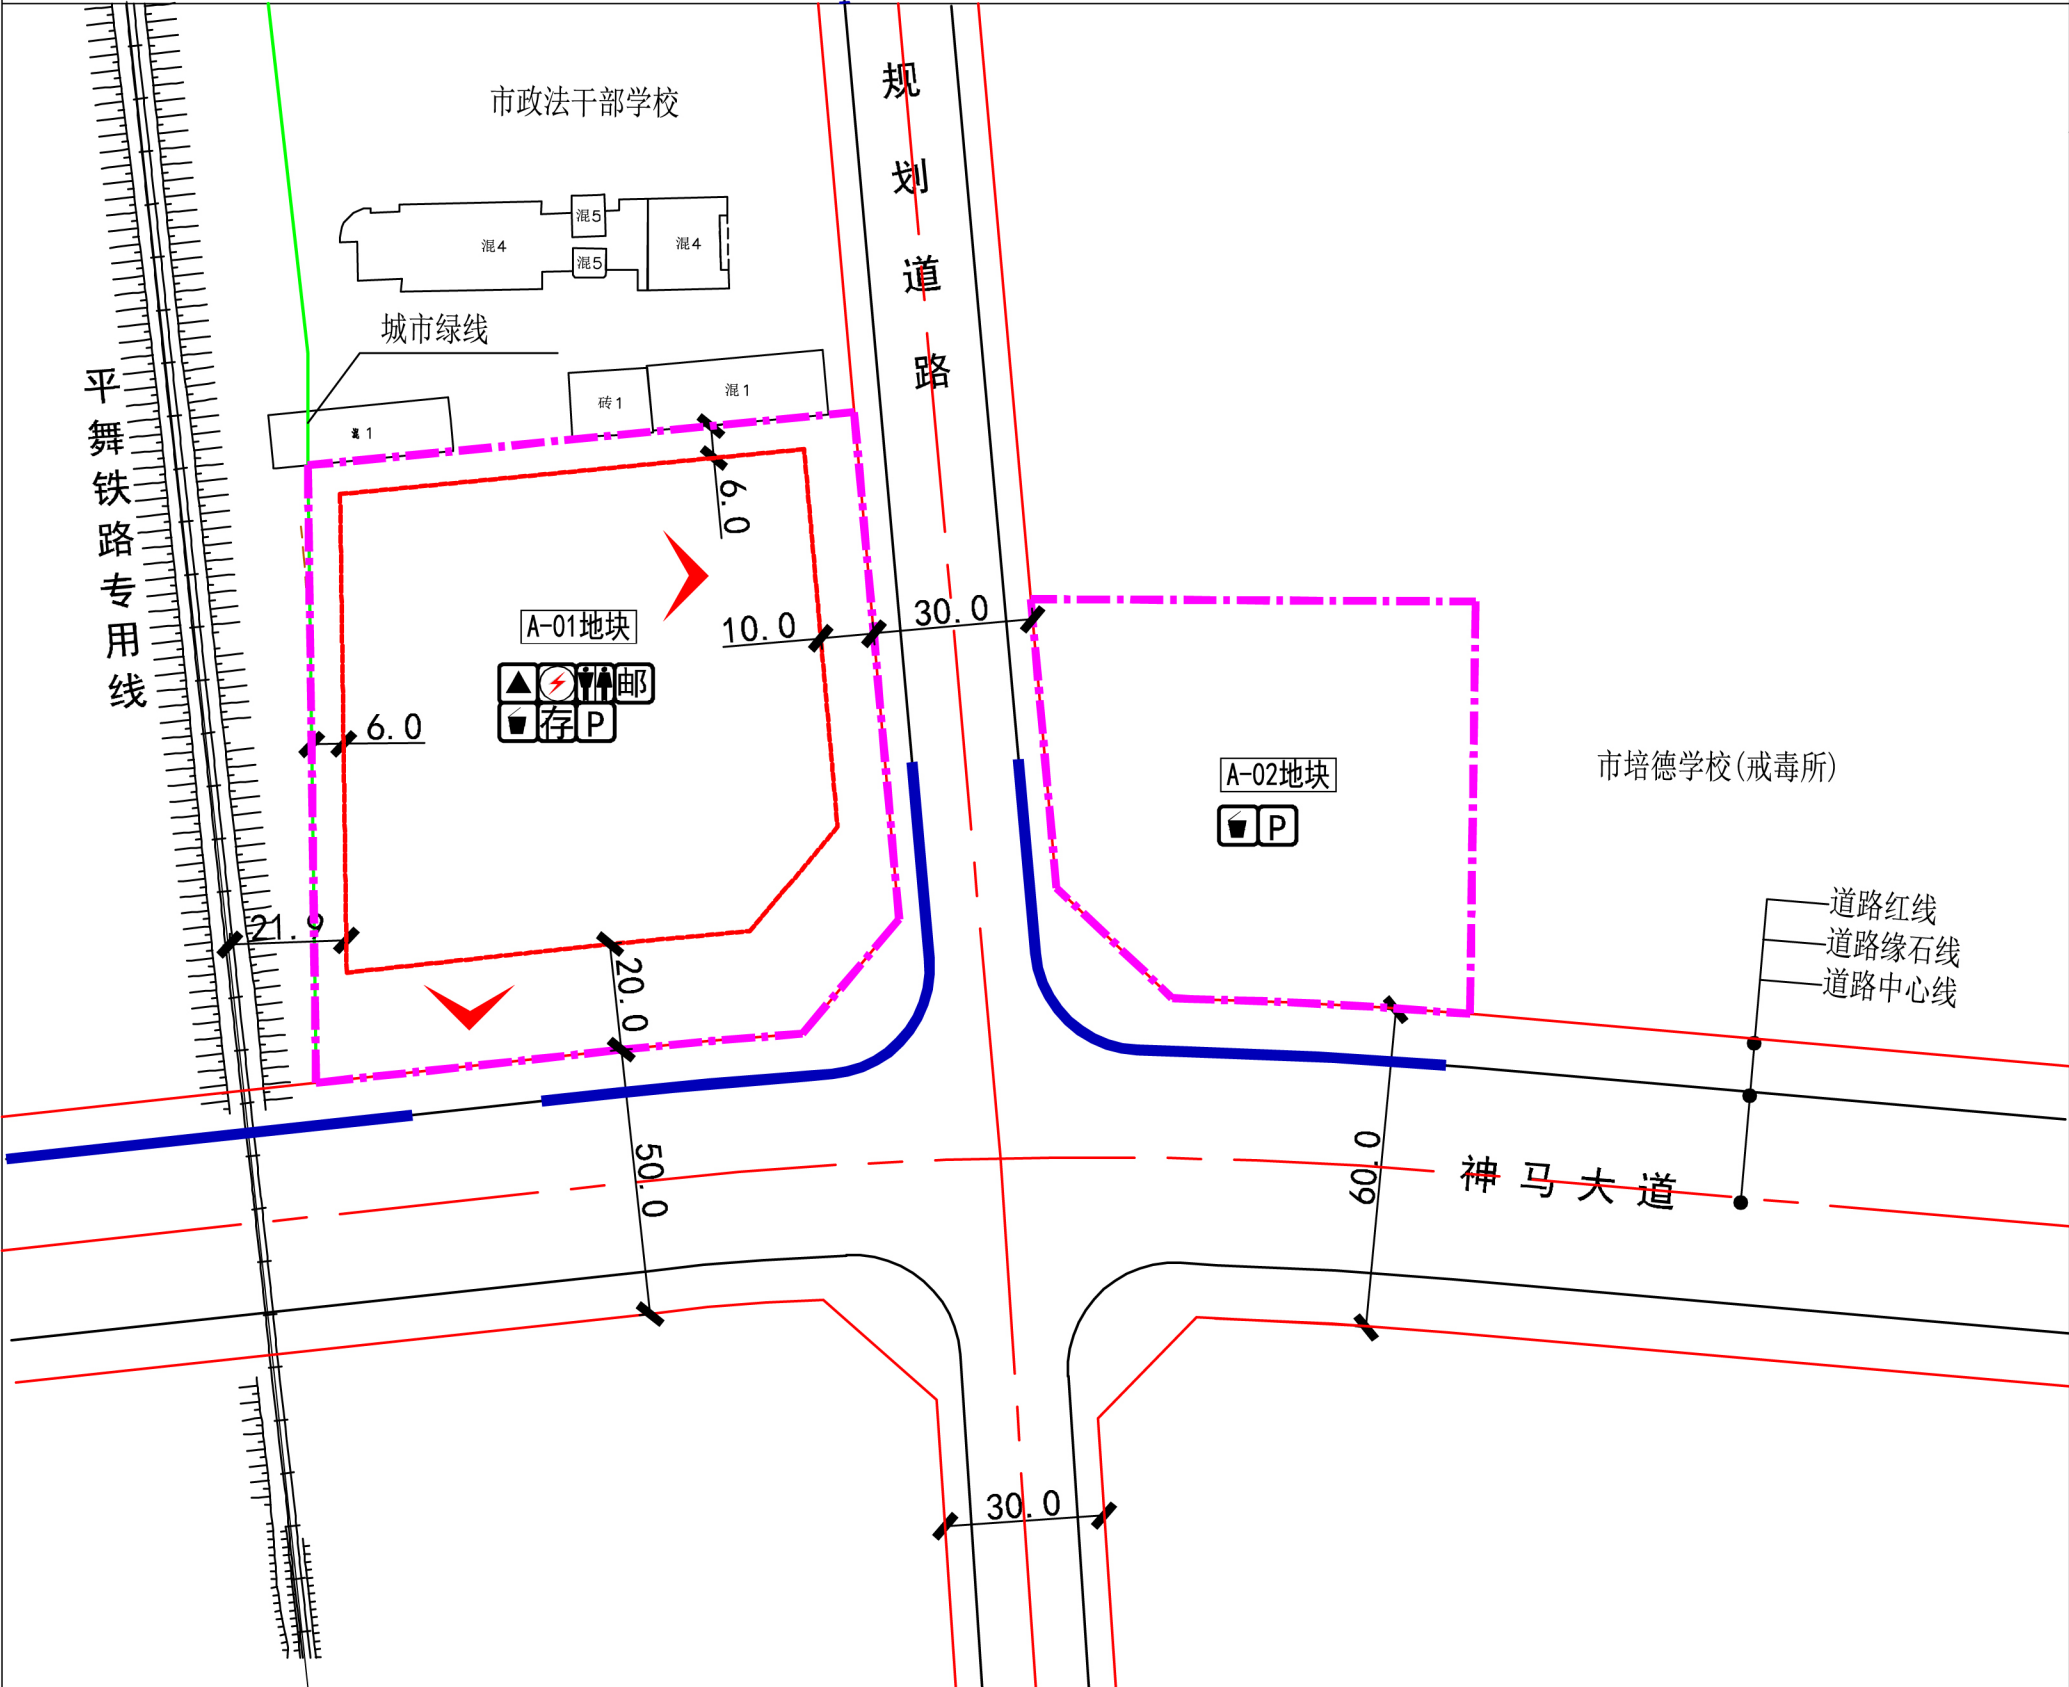 规划道路
市政法干部学校
混5
混4
混4
混5
城市绿线
混1
砖1
混1
平舞铁路专用线
6.0
30.0
10.0
A-01地块
邮
存 P
6.0
A-02地块
P
市培德学校(戒毒所)
道路红线
道路缘石线
道路中心线
21.9
20.0
50.0
60.0
神马大道
30.0